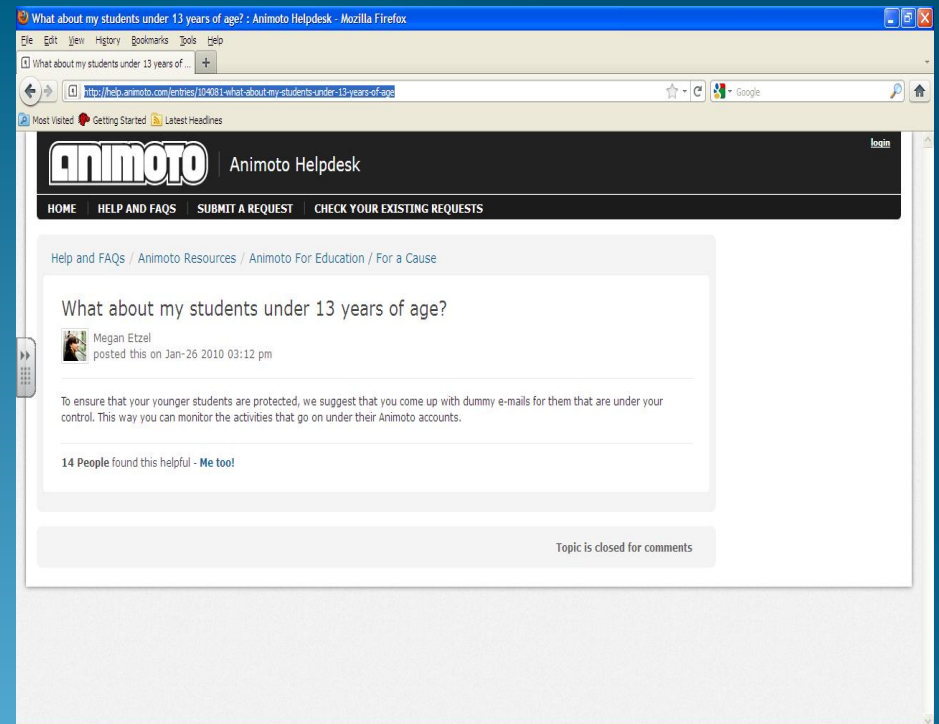 What about my students under 13 years of age? : Animoto Helpdesk - Mozilla Firefox
File Edit View History Bookmarks Tools Help
What about my students under 13 years of ... +
http://help.animoto.com/entries/104081-what-about-my-students-under-13-years-of-age Google
Most Visited Getting Started Latest Headlines
login
ANIMOTO Animoto Helpdesk
HOME HELP AND FAQS SUBMIT A REQUEST CHECK YOUR EXISTING REQUESTS
Help and FAQs / Animoto Resources / Animoto For Education / For a Cause
What about my students under 13 years of age?
Megan Etzel
posted this on Jan-26 2010 03:12 pm
To ensure that your younger students are protected, we suggest that you come up with dummy e-mails for them that are under your
control. This way you can monitor the activities that go on under their Animoto accounts.
14 People found this helpful - Me too!
Topic is closed for comments